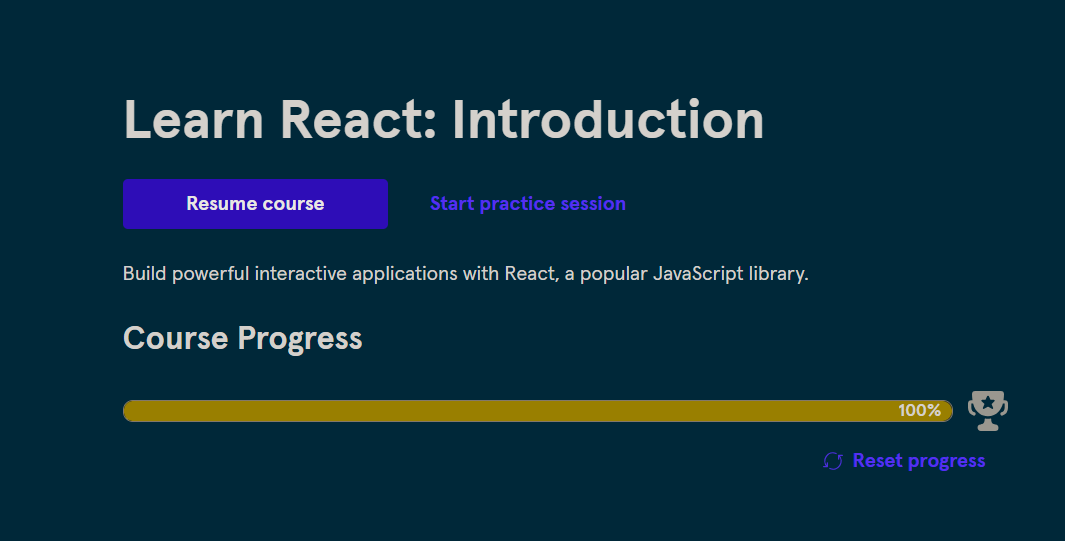 Learn React: Introduction
Resume course
Start practice session
Build powerful interactive applications with React, a popular JavaScript library.
Course Progress
100%
Reset progress